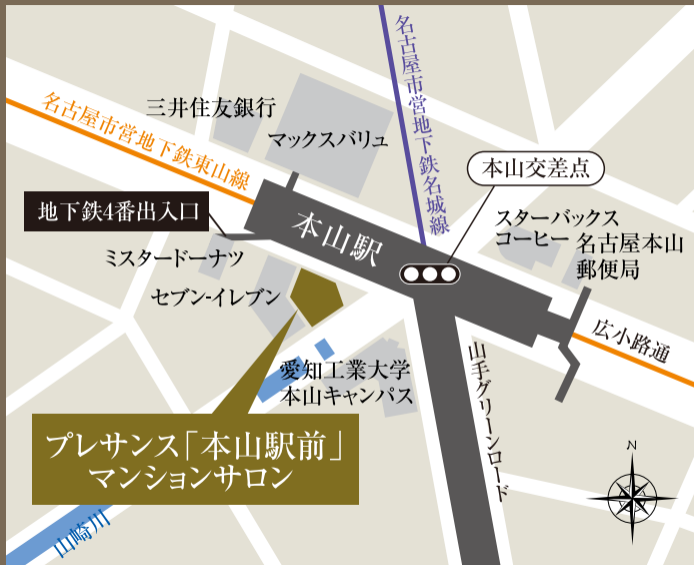 三井住友銀行
マックスバリュ
名古屋市営地下鉄東山線
名古屋市営地下鉄名城線
本山交差点
地下鉄4番出入口
本山駅
スターバックス
コーヒー
名古屋本山
郵便局
ミスタードーナツ
セブン-イレブン
広小路通
愛知工業大学
本山キャンパス
山手グリーンロード
プレサンス「本山駅前」
マンションサロン
山崎川
N